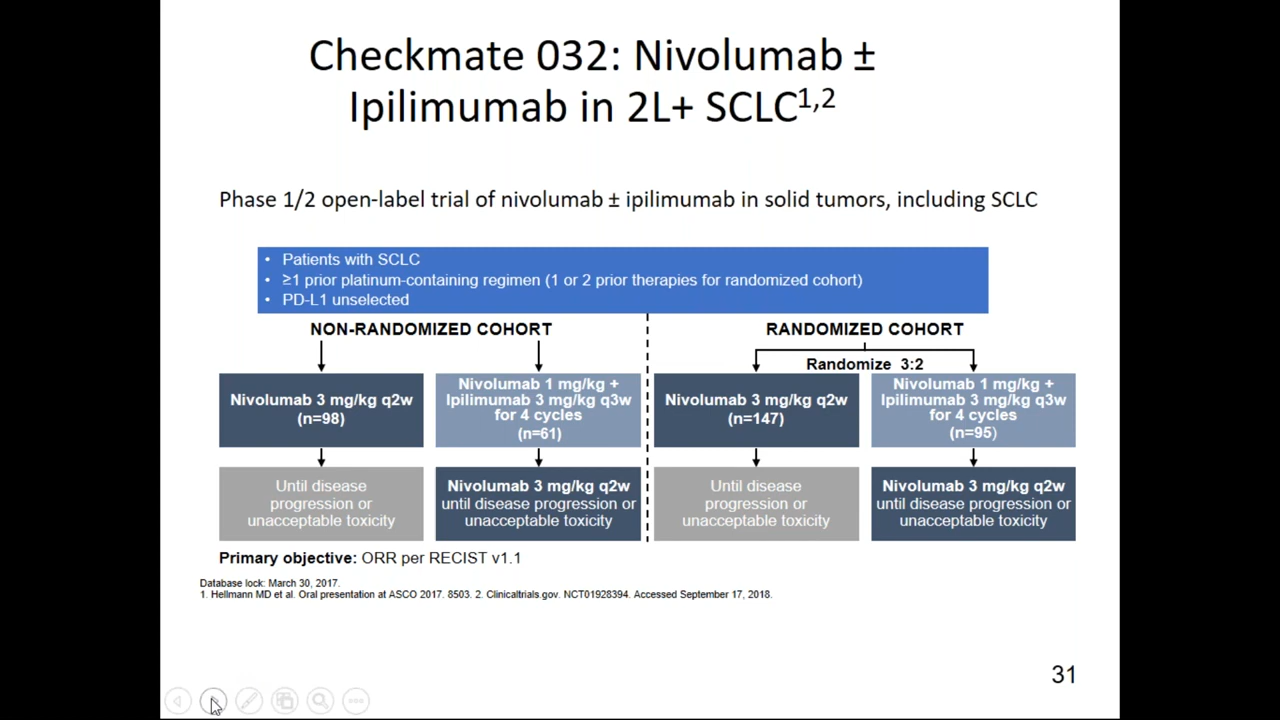 Checkmate 032: Nivolumab ±
Ipilimumab in 2L+ SCLC1,2
Phase 1/2 open-label trial of nivolumab ± ipilimumab in solid tumors, including SCLC
• Patients with SCLC
• ≥1 prior platinum-containing regimen (1 or 2 prior therapies for randomized cohort)
• PD-L1 unselected
NON-RANDOMIZED COHORT
Nivolumab 3 mg/kg q2w
(n=98)
Until disease
progression or
unacceptable toxicity
Nivolumab 1 mg/kg +
Ipilimumab 3 mg/kg q3w
for 4 cycles
(n=61)
Nivolumab 3 mg/kg q2w
until disease progression or
unacceptable toxicity
RANDOMIZED COHORT
Randomize 3:2
Nivolumab 3 mg/kg q2w
(n=147)
Until disease
progression or
unacceptable toxicity
Nivolumab 1 mg/kg +
Ipilimumab 3 mg/kg q3w
for 4 cycles
(n=95)
Nivolumab 3 mg/kg q2w
until disease progression or
unacceptable toxicity
Primary objective: ORR per RECIST v1.1
Database lock: March 30, 2017.
1. Hellmann MD et al. Oral presentation at ASCO 2017. 8503. 2. Clinicaltrials.gov. NCT01928394. Accessed September 17, 2018.
31